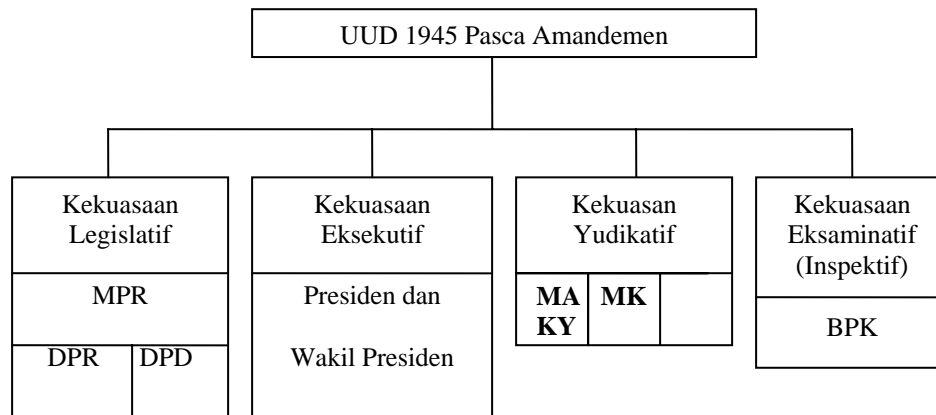 UUD 1945 Pasca Amandemen
Kekuasaan
Legislatif
MPR
DPR
DPD
Kekuasaan
Eksekutif
Presiden dan
Wakil Presiden
Kekuasan
Yudikatif
MA
KY
MK
Kekuasaan
Eksaminatif
(Inspektif)
BPK